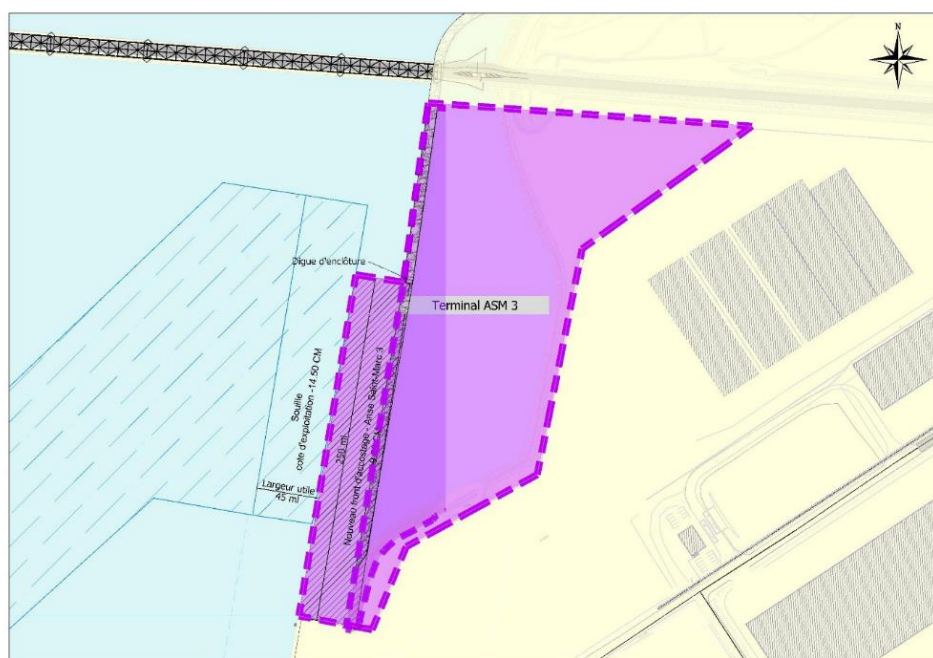 N
Digue d'enclôture
Terminal ASM 3
Souille
cote d'exploitation -14.50 CM
250 ml
Nouveau front d'accostage - Anse Saint-Marc 3
Largeur utile
45 ml